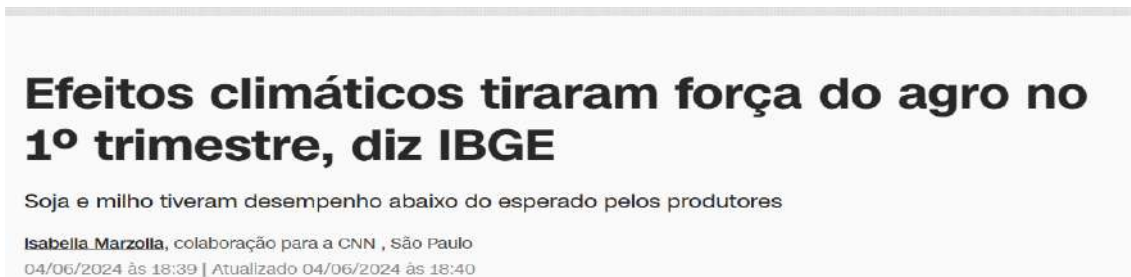 Efeitos climáticos tiraram força do agro no
1º trimestre, diz IBGE
Soja e milho tiveram desempenho abaixo do esperado pelos produtores
Isabella Marzolla, colaboração para a CNN , São Paulo
04/06/2024 às 18:39 | Atualizado 04/06/2024 às 18:40